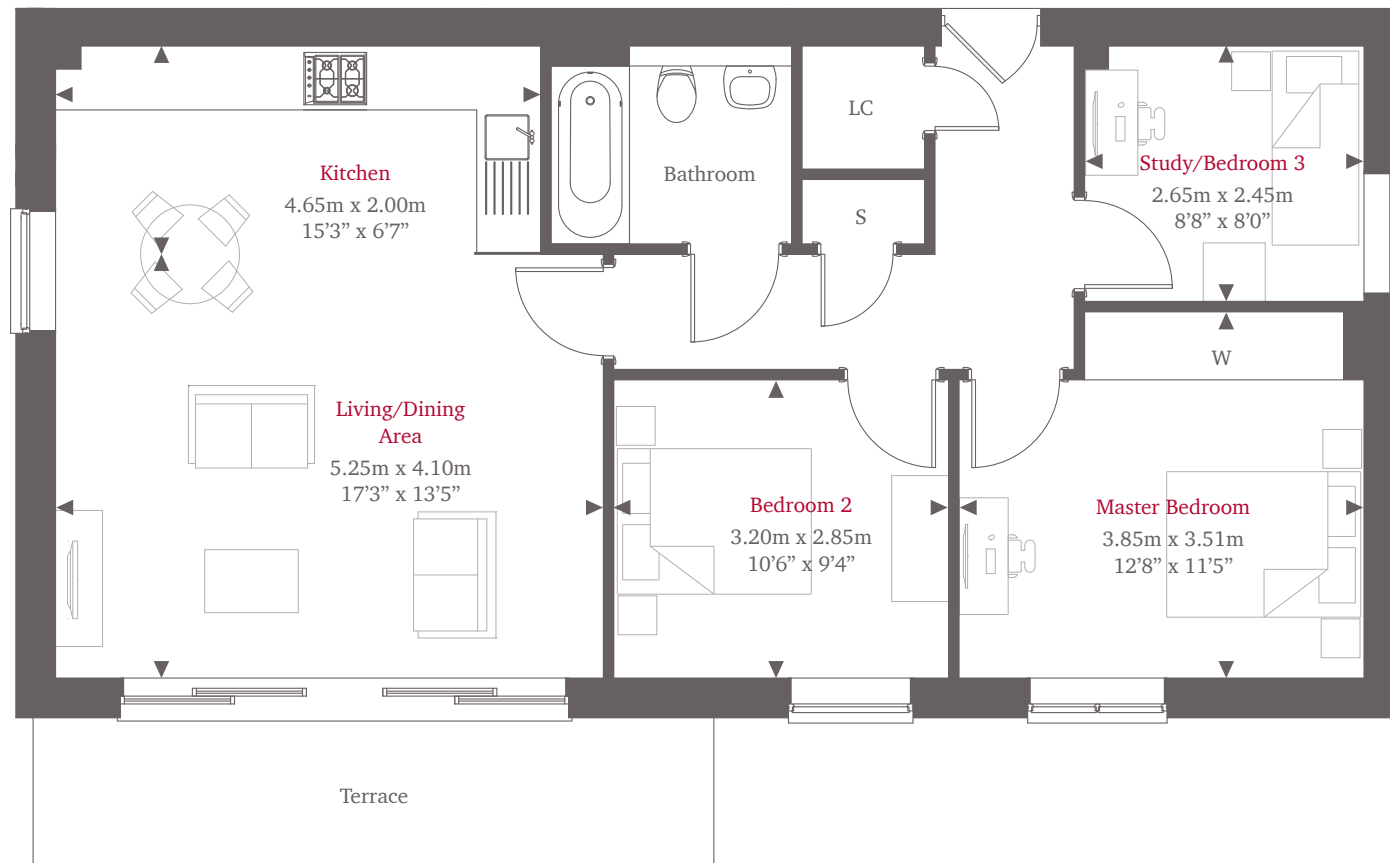 Kitchen
4.65m x 2.00m
15’3” x 6’7”
Bathroom
LC
S
Study/Bedroom 3
2.65m x 2.45m
8’8” x 8’0”
W
Living/Dining
Area
5.25m x 4.10m
17’3” x 13’5”
Bedroom 2
3.20m x 2.85m
10’6” x 9’4”
Master Bedroom
3.85m x 3.51m
12’8” x 11’5”
Terrace